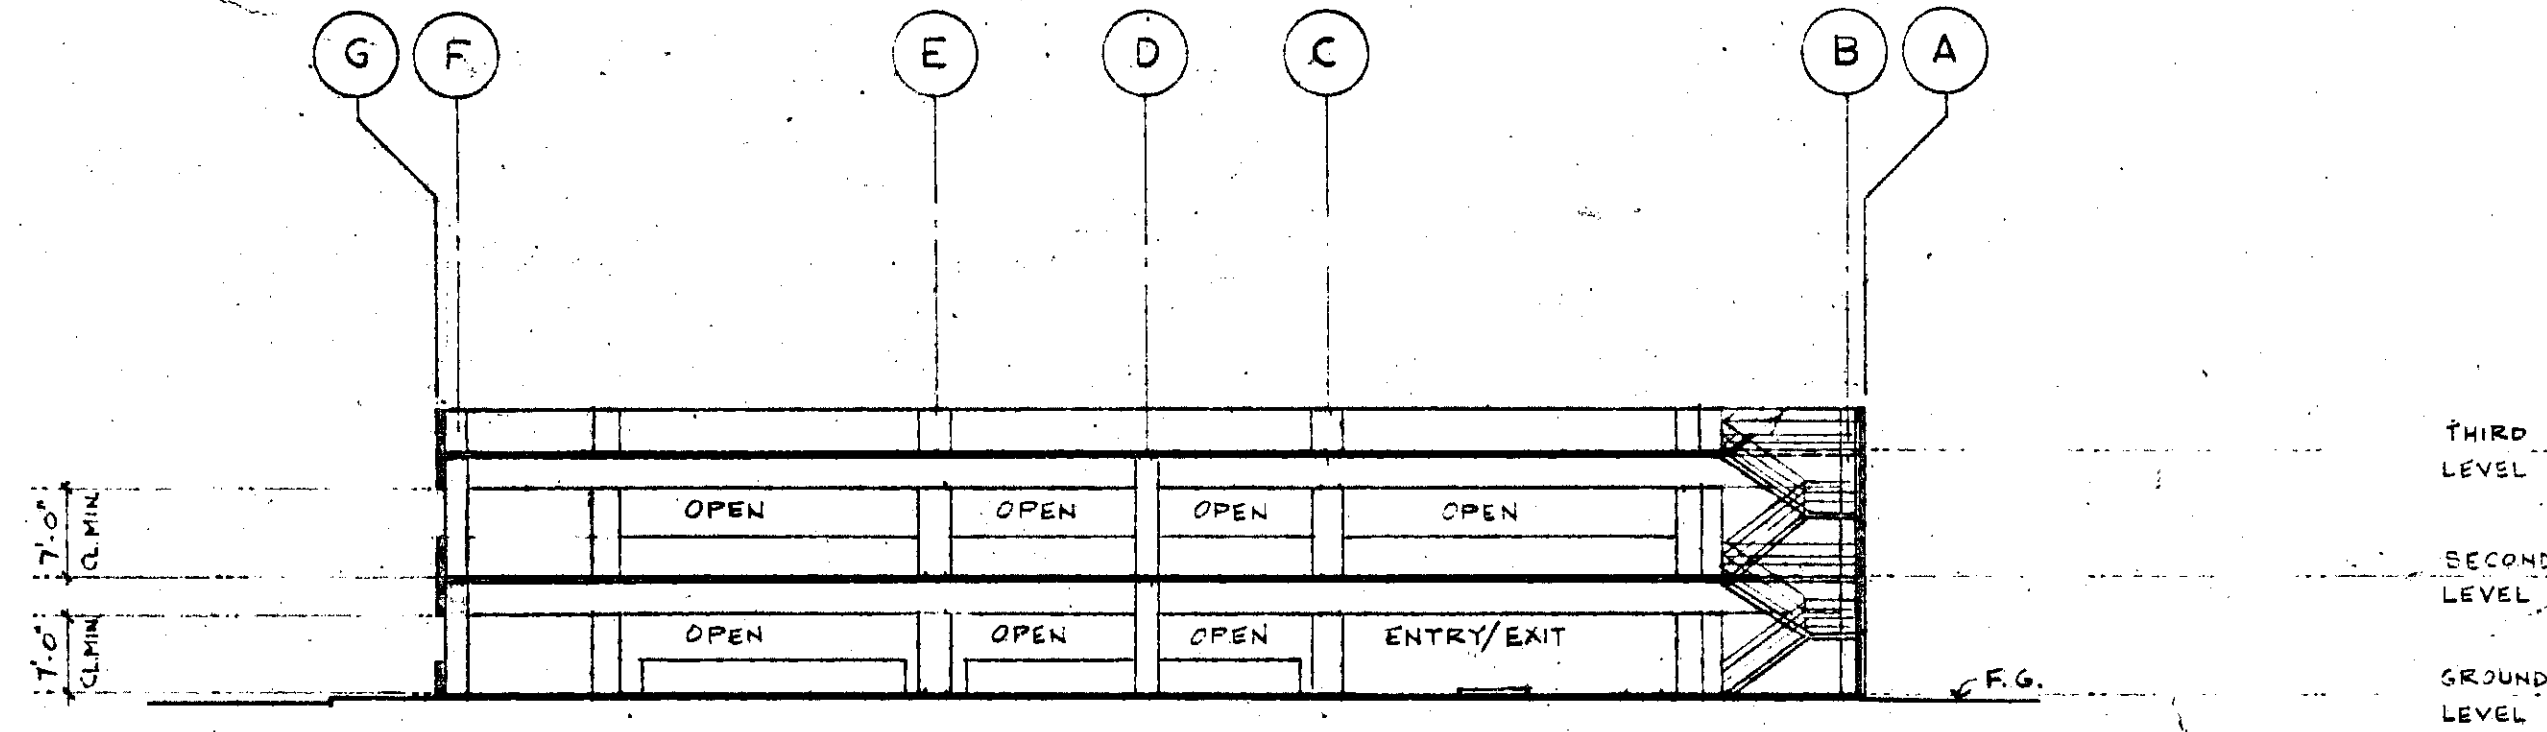 G F E D C B A
THIRD
LEVEL
7'-0"
CL. MIN.
OPEN OPEN OPEN OPEN
SECOND
LEVEL
7'-0"
CL. MIN.
OPEN OPEN OPEN ENTRY/EXIT
F.G.
GROUND
LEVEL